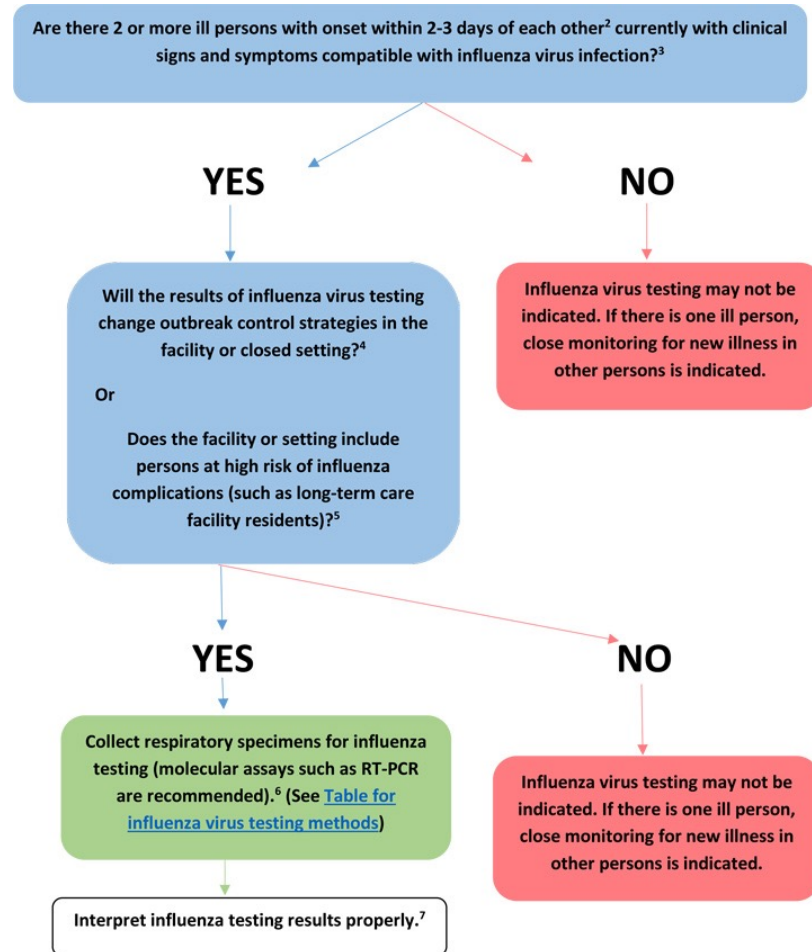 Are there 2 or more ill persons with onset within 2-3 days of each other² currently with clinical
signs and symptoms compatible with influenza virus infection?³
YES
NO
Will the results of influenza virus testing
change outbreak control strategies in the
facility or closed setting?⁴
Or
Does the facility or setting include
persons at high risk of influenza
complications (such as long-term care
facility residents)?⁵
Influenza virus testing may not be
indicated. If there is one ill person,
close monitoring for new illness in
other persons is indicated.
YES
NO
Collect respiratory specimens for influenza
testing (molecular assays such as RT-PCR
are recommended).⁶ (See Table for
influenza virus testing methods)
Influenza virus testing may not be
indicated. If there is one ill person,
close monitoring for new illness in
other persons is indicated.
Interpret influenza testing results properly.⁷